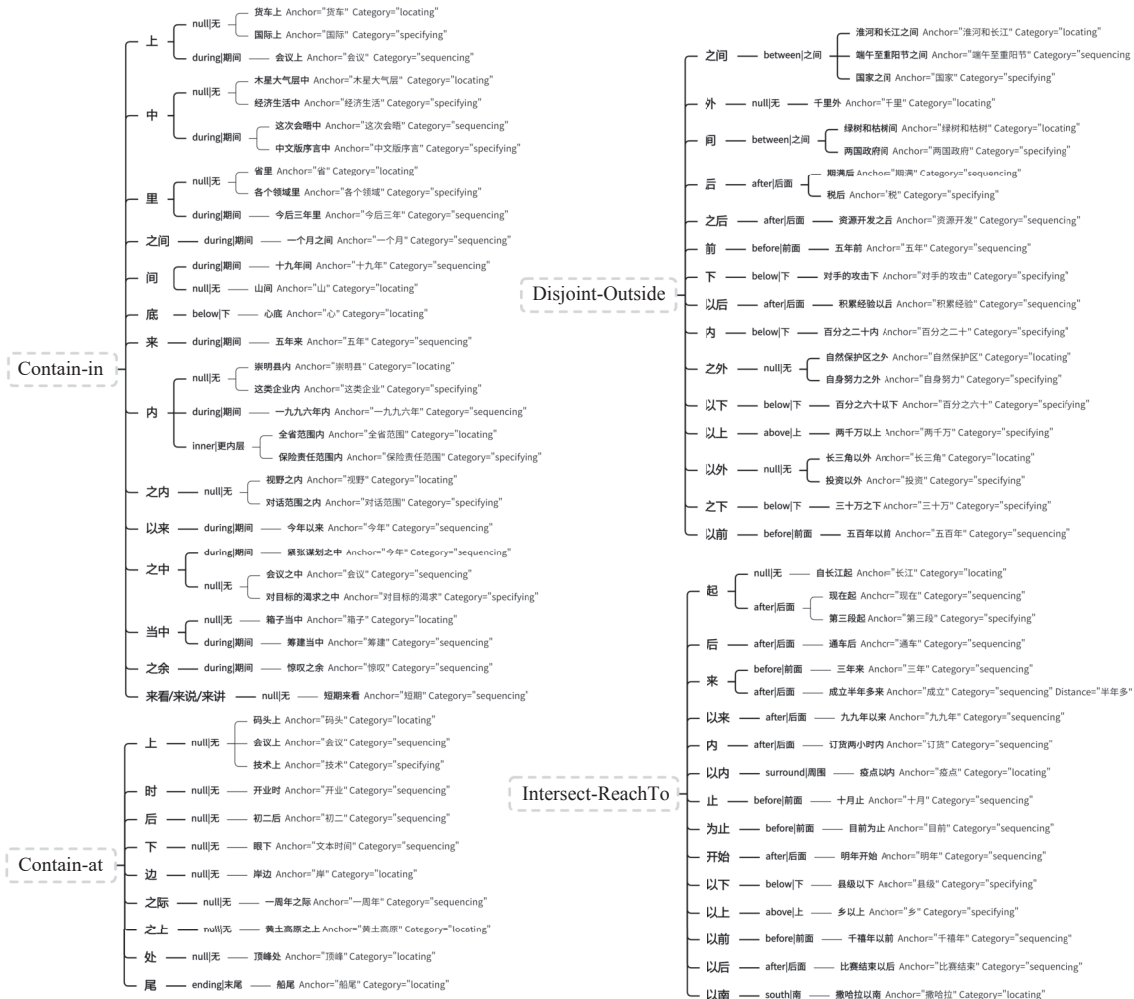 Contain-in
上
null|无
货车上 Anchor="货车" Category="locating"
国际上 Anchor="国际" Category="specifying"
during|期间
会议上 Anchor="会议" Category="sequencing"
中
null|无
木星大气层中 Anchor="木星大气层" Category="locating"
经济生活中 Anchor="经济生活" Category="specifying"
during|期间
这次会晤中 Anchor="这次会晤" Category="sequencing"
中文版序言中 Anchor="中文版序言" Category="specifying"
里
null|无
省里 Anchor="省" Category="locating"
各个领域里 Anchor="各个领域" Category="specifying"
during|期间
今后三年里 Anchor="今后三年" Category="sequencing"
之间
during|期间
一个月之间 Anchor="一个月" Category="sequencing"
间
during|期间
十九年间 Anchor="十九年" Category="sequencing"
null|无
山间 Anchor="山" Category="locating"
底
below|下
心底 Anchor="心" Category="locating"
来
during|期间
五年来 Anchor="五年" Category="sequencing"
内
null|无
崇明县内 Anchor="崇明县" Category="locating"
这类企业内 Anchor="这类企业" Category="specifying"
during|期间
一九九六年内 Anchor="一九九六年" Category="sequencing"
inner|更内层
全省范围内 Anchor="全省范围" Category="locating"
保险责任范围内 Anchor="保险责任范围" Category="specifying"
之内
null|无
视野之内 Anchor="视野" Category="locating"
对话范围之内 Anchor="对话范围" Category="specifying"
以来
during|期间
今年以来 Anchor="今年" Category="sequencing"
之中
during|期间
紧张谋划之中 Anchor="今年" Category="sequencing"
null|无
会议之中 Anchor="会议" Category="sequencing"
对目标的渴求之中 Anchor="对目标的渴求" Category="specifying"
当中
null|无
箱子当中 Anchor="箱子" Category="locating"
during|期间
筹建当中 Anchor="筹建" Category="sequencing"
之余
during|期间
惊叹之余 Anchor="惊叹" Category="sequencing"
来看/来说/来讲
null|无
短期来看 Anchor="短期" Category="sequencing"
Contain-at
上
null|无
码头上 Anchor="码头" Category="locating"
会议上 Anchor="会议" Category="sequencing"
技术上 Anchor="技术" Category="specifying"
时
null|无
开业时 Anchor="开业" Category="sequencing"
后
null|无
初二后 Anchor="初二" Category="sequencing"
下
null|无
眼下 Anchor="文本时间" Category="sequencing"
边
null|无
岸边 Anchor="岸" Category="locating"
之际
null|无
一周年之际 Anchor="一周年" Category="sequencing"
之上
null|无
黄土高原之上 Anchor="黄土高原" Category="locating"
处
null|无
顶峰处 Anchor="顶峰" Category="locating"
尾
ending|末尾
船尾 Anchor="船尾" Category="locating"
Disjoint-Outside
之间
between|之间
淮河和长江之间 Anchor="淮河和长江" Category="locating"
端午至重阳节之间 Anchor="端午至重阳节" Category="sequencing
国家之间 Anchor="国家" Category="specifying"
外
null|无
千里外 Anchor="千里" Category="locating"
间
between|之间
绿树和枯树间 Anchor="绿树和枯树" Category="locating"
两国政府间 Anchor="两国政府" Category="specifying"
后
after|后面
期满后 Anchor="期满" Category="sequencing"
税后 Anchor="税" Category="specifying"
之后
after|后面
资源开发之后 Anchor="资源开发" Category="sequencing"
前
before|前面
五年前 Anchor="五年" Category="sequencing"
下
below|下
对手的攻击下 Anchor="对手的攻击" Category="specifying"
以后
after|后面
积累经验以后 Anchor="积累经验" Category="sequencing"
内
below|下
百分之二十内 Anchor="百分之二十" Category="specifying"
之外
null|无
自然保护区之外 Anchor="自然保护区" Category="locating"
自身努力之外 Anchor="自身努力" Category="specifying"
以下
below|下
百分之六十以下 Anchor="百分之六十" Category="specifying"
以上
above|上
两千万以上 Anchor="两千万" Category="specifying"
以外
null|无
长三角以外 Anchor="长三角" Category="locating"
投资以外 Anchor="投资" Category="specifying"
之下
below|下
三十万之下 Anchor="三十万" Category="specifying"
以前
before|前面
五百年以前 Anchor="五百年" Category="sequencing"
Intersect-ReachTo
起
null|无
自长江起 Anchor="长江" Category="locating"
after|后面
现在起 Anchor="现在" Category="sequencing"
第三段起 Anchor="第三段" Category="specifying"
后
after|后面
通车后 Anchor="通车" Category="sequencing"
来
before|前面
三年来 Anchor="三年" Category="sequencing"
after|后面
成立半年多来 Anchor="成立" Category="sequencing" Distance="半年多"
以来
after|后面
九九年以来 Anchor="九九年" Category="sequencing"
内
after|后面
订货两小时内 Anchor="订货" Category="sequencing"
以内
surround|周围
疫点以内 Anchor="疫点" Category="locating"
止
before|前面
十月止 Anchor="十月" Category="sequencing"
为止
before|前面
目前为止 Anchor="目前" Category="sequencing"
开始
after|后面
明年开始 Anchor="明年" Category="sequencing"
以下
below|下
县级以下 Anchor="县级" Category="specifying"
以上
above|上
乡以上 Anchor="乡" Category="specifying"
以前
before|前面
千禧年以前 Anchor="千禧年" Category="sequencing"
以后
after|后面
比赛结束以后 Anchor="比赛结束" Category="sequencing"
以南
south|南
撒哈拉以南 Anchor="撒哈拉" Category="locating"